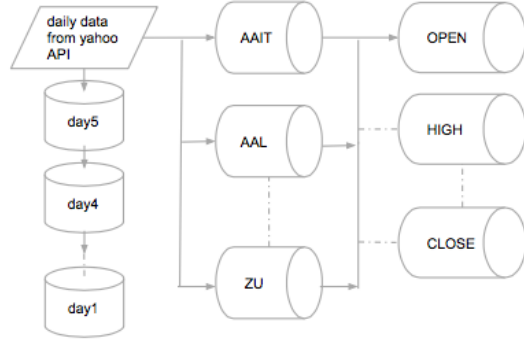 daily data
from yahoo
API
AAIT
OPEN
day5
AAL
HIGH
day4
ZU
CLOSE
day1